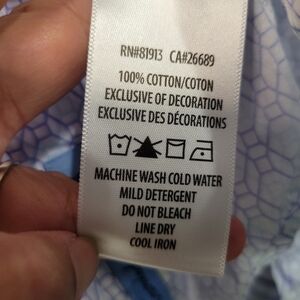 RN#81913 CA#26689
100% COTTON/COTON
EXCLUSIVE OF DECORATION
EXCLUSIVE DES DÉCORATIONS
MACHINE WASH COLD WATER
MILD DETERGENT
DO NOT BLEACH
LINE DRY
COOL IRON